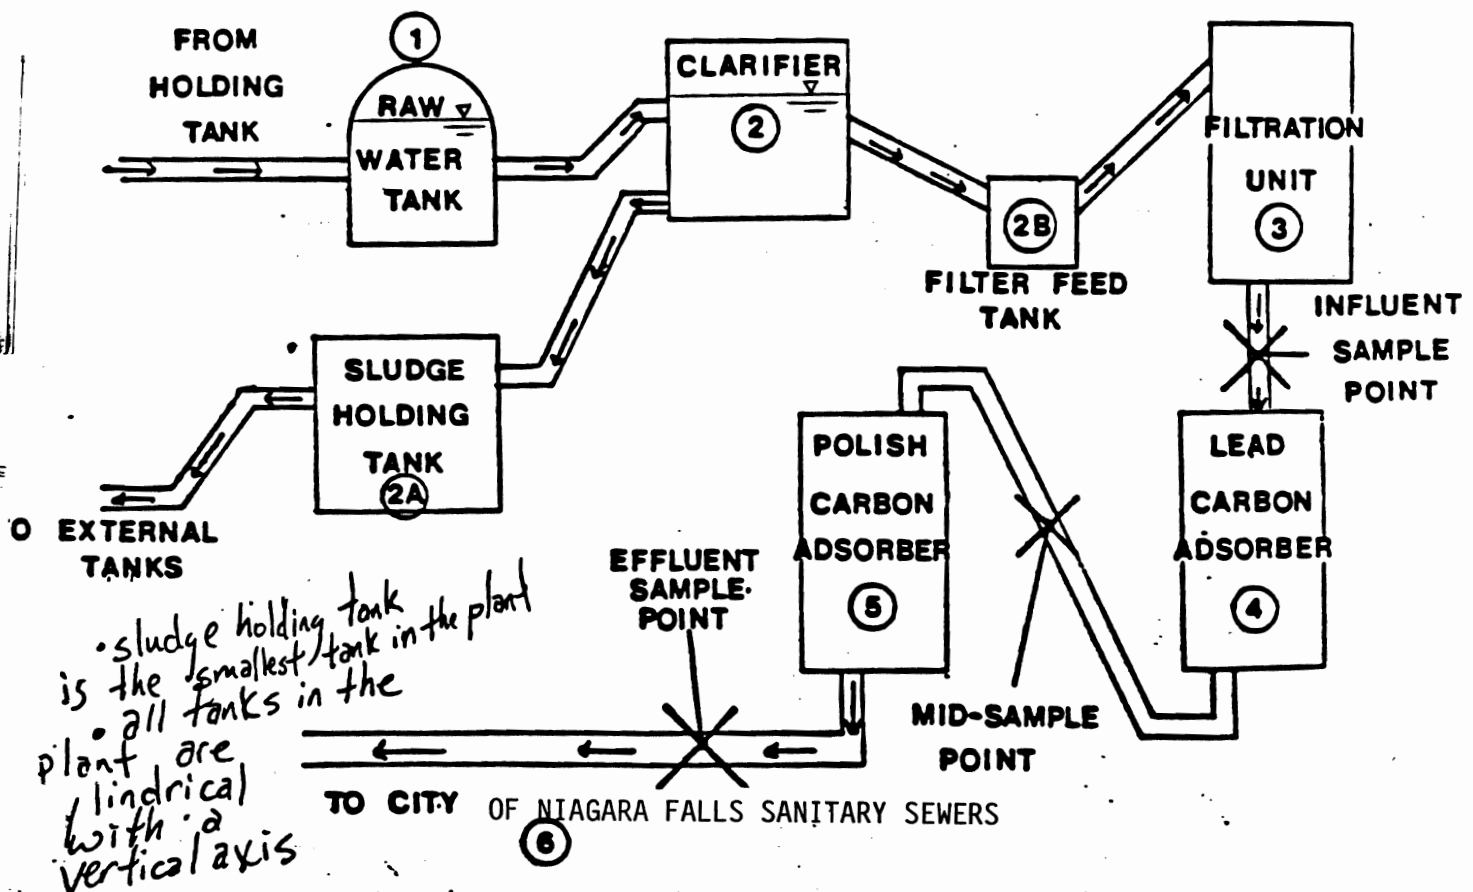 FROM
HOLDING
TANK
1
RAW
WATER
TANK
CLARIFIER
2
2B
FILTER FEED
TANK
FILTRATION
UNIT
3
INFLUENT
SAMPLE
POINT
SLUDGE
HOLDING
TANK
2A
O EXTERNAL
TANKS
POLISH
CARBON
ADSORBER
5
LEAD
CARBON
ADSORBER
4
EFFLUENT
SAMPLE
POINT
MID-SAMPLE
POINT
TO CITY OF NIAGARA FALLS SANITARY SEWERS
6
• sludge holding tank
is the smallest tank in the plant
• all tanks in the
plant are
lindrical
with a
vertical axis